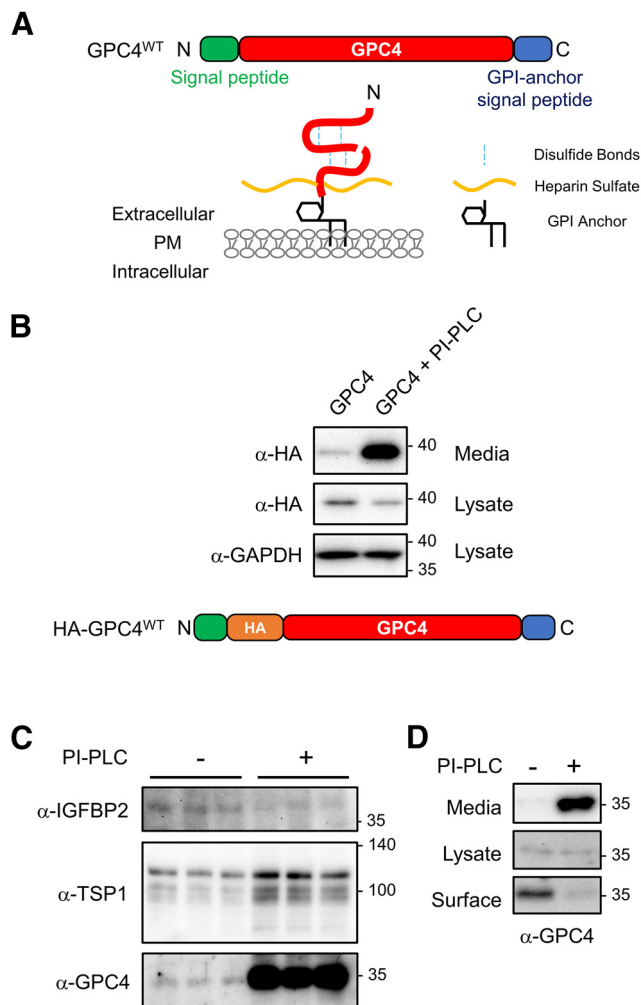 A
GPC4WT N GPC4 C
Signal peptide
GPI-anchor
signal peptide
N
Disulfide Bonds
Heparin Sulfate
Extracellular
GPI Anchor
PM
Intracellular
B
GPC4
GPC4 + PI-PLC
α-HA - 40 Media
α-HA - 40 Lysate
α-GAPDH - 40 Lysate
- 35
HA-GPC4WT N HA GPC4 C
C
PI-PLC - +
α-IGFBP2
35
140
α-TSP1
100
α-GPC4 35
D
PI-PLC - +
Media 35
Lysate 35
Surface 35
α-GPC4